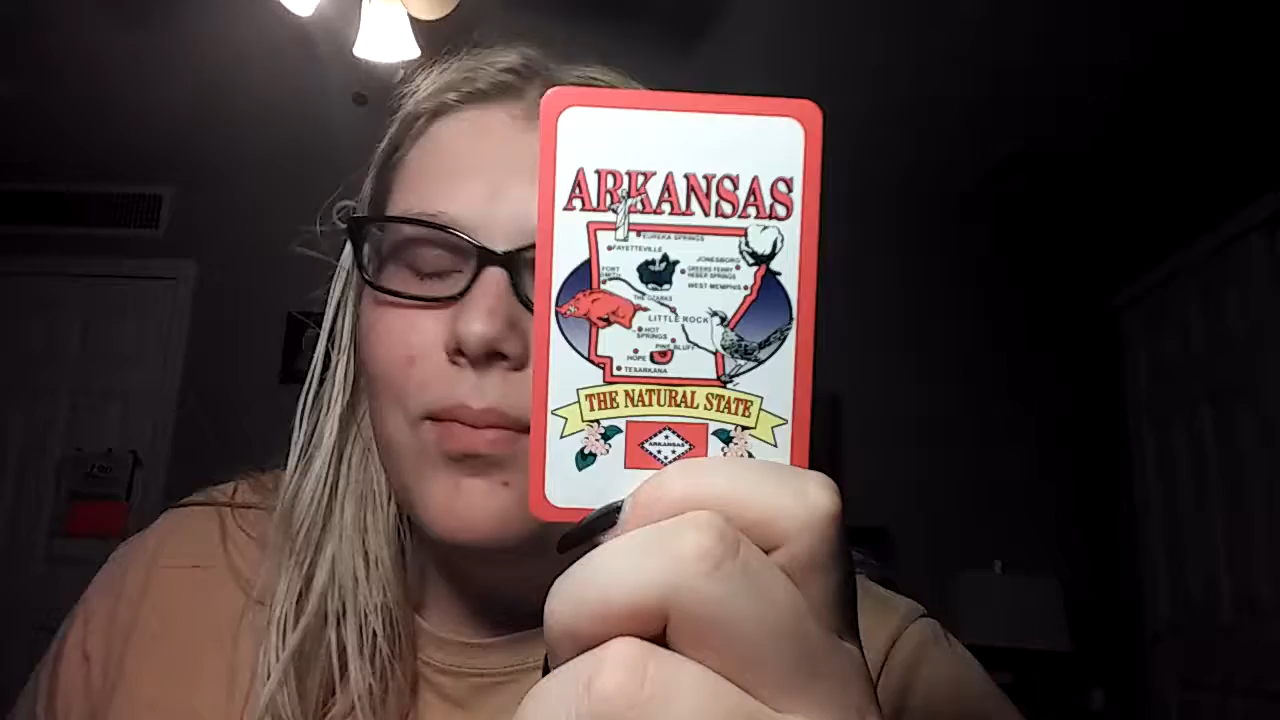 ARKANSAS
EUREKA SPRINGS
FAYETTEVILLE
JONESBORO
FORT
SMITH
GREERS FERRY
HEBER SPRINGS
WEST MEMPHIS
THE OZARKS
LITTLE ROCK
HOT
SPRINGS
PINE BLUFF
HOPE
TEXARKANA
THE NATURAL STATE
ARKANSAS